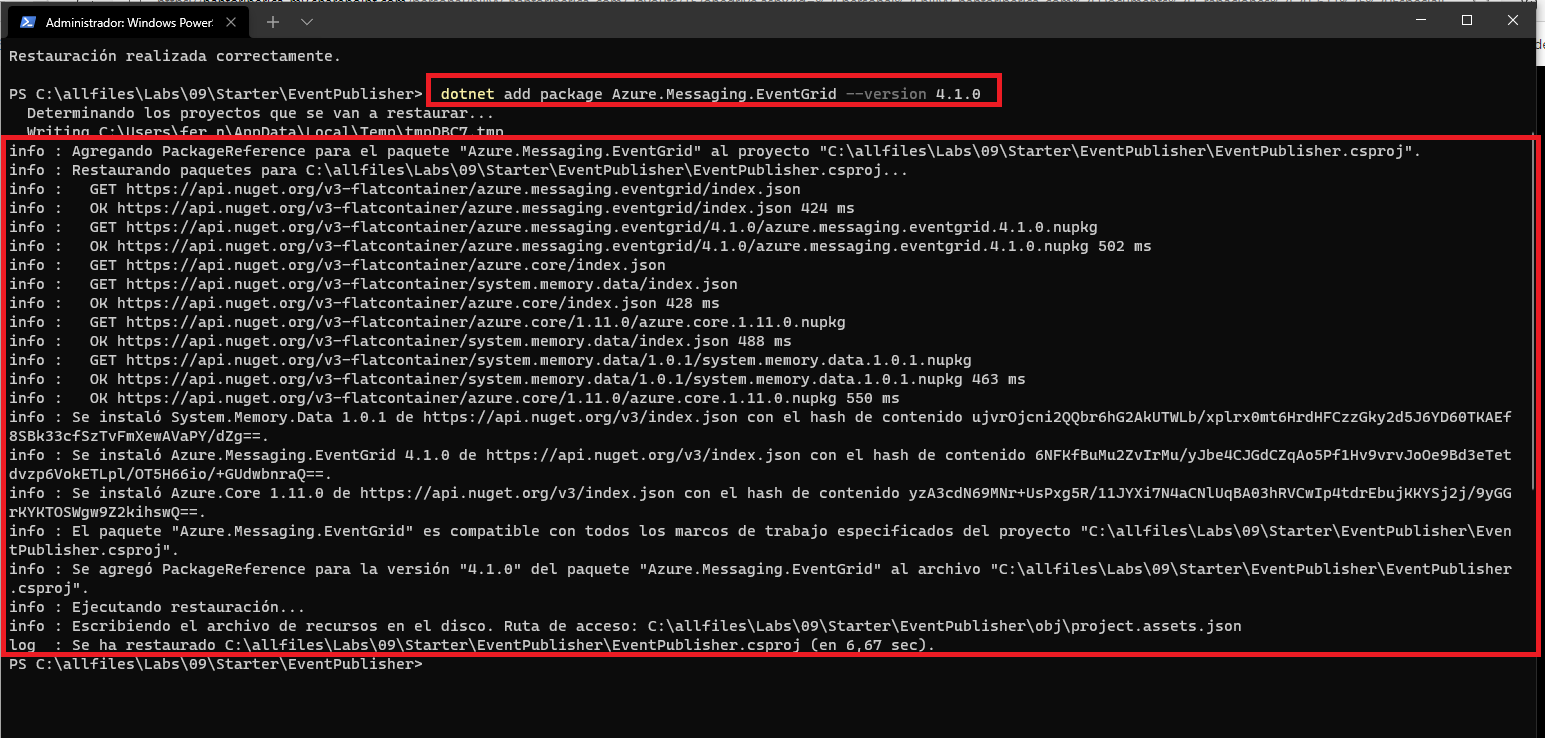 Administrador: Windows Power
Restauración realizada correctamente.
PS C:\allfiles\Labs\09\Starter\EventPublisher> dotnet add package Azure.Messaging.EventGrid --version 4.1.0
Determinando los proyectos que se van a restaurar...
Writing C:\Users\fer_n\AppData\Local\Temp\tmpDBC7.tmp
info : Agregando PackageReference para el paquete "Azure.Messaging.EventGrid" al proyecto "C:\allfiles\Labs\09\Starter\EventPublisher\EventPublisher.csproj".
info : Restaurando paquetes para C:\allfiles\Labs\09\Starter\EventPublisher\EventPublisher.csproj...
info :   GET https://api.nuget.org/v3-flatcontainer/azure.messaging.eventgrid/index.json
info :   OK https://api.nuget.org/v3-flatcontainer/azure.messaging.eventgrid/index.json 424 ms
info :   GET https://api.nuget.org/v3-flatcontainer/azure.messaging.eventgrid/4.1.0/azure.messaging.eventgrid.4.1.0.nupkg
info :   OK https://api.nuget.org/v3-flatcontainer/azure.messaging.eventgrid/4.1.0/azure.messaging.eventgrid.4.1.0.nupkg 502 ms
info :   GET https://api.nuget.org/v3-flatcontainer/azure.core/index.json
info :   GET https://api.nuget.org/v3-flatcontainer/system.memory.data/index.json
info :   OK https://api.nuget.org/v3-flatcontainer/azure.core/index.json 428 ms
info :   GET https://api.nuget.org/v3-flatcontainer/azure.core/1.11.0/azure.core.1.11.0.nupkg
info :   OK https://api.nuget.org/v3-flatcontainer/system.memory.data/index.json 488 ms
info :   GET https://api.nuget.org/v3-flatcontainer/system.memory.data/1.0.1/system.memory.data.1.0.1.nupkg
info :   OK https://api.nuget.org/v3-flatcontainer/system.memory.data/1.0.1/system.memory.data.1.0.1.nupkg 463 ms
info :   OK https://api.nuget.org/v3-flatcontainer/azure.core/1.11.0/azure.core.1.11.0.nupkg 550 ms
info : Se instaló System.Memory.Data 1.0.1 de https://api.nuget.org/v3/index.json con el hash de contenido ujvrOjcni2QQbr6hG2AkUTWLb/xplrx0mt6HrdHFCzzGky2d5J6YD60TKAEf
8SBk33cfSzTvFmXewAVaPY/dZg==.
info : Se instaló Azure.Messaging.EventGrid 4.1.0 de https://api.nuget.org/v3/index.json con el hash de contenido 6NFKfBuMu2ZvIrMu/yJbe4CJGdCZqAo5Pf1Hv9vrvJoOe9Bd3eTet
dvzp6VokETLpl/OT5H66io/+GUdwbnraQ==.
info : Se instaló Azure.Core 1.11.0 de https://api.nuget.org/v3/index.json con el hash de contenido yzA3cdN69MNr+UsPxg5R/11JYXi7N4aCNlUqBA03hRVCwIp4tdrEbujKKYSj2j/9yGG
rKYKTOSWgw9Z2kihswQ==.
info : El paquete "Azure.Messaging.EventGrid" es compatible con todos los marcos de trabajo especificados del proyecto "C:\allfiles\Labs\09\Starter\EventPublisher\Even
tPublisher.csproj".
info : Se agregó PackageReference para la versión "4.1.0" del paquete "Azure.Messaging.EventGrid" al archivo "C:\allfiles\Labs\09\Starter\EventPublisher\EventPublisher
.csproj".
info : Ejecutando restauración...
info : Escribiendo el archivo de recursos en el disco. Ruta de acceso: C:\allfiles\Labs\09\Starter\EventPublisher\obj\project.assets.json
log  : Se ha restaurado C:\allfiles\Labs\09\Starter\EventPublisher\EventPublisher.csproj (en 6,67 sec).
PS C:\allfiles\Labs\09\Starter\EventPublisher>